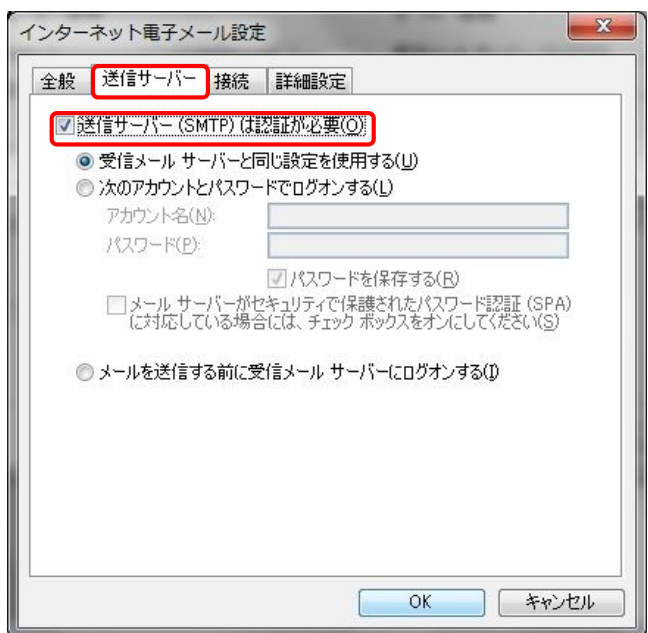 インターネット電子メール設定
全般 送信サーバー 接続 詳細設定
送信サーバー (SMTP) は認証が必要(O)
受信メール サーバーと同じ設定を使用する(U)
次のアカウントとパスワードでログオンする(L)
アカウント名(N):
パスワード(P):
パスワードを保存する(R)
メール サーバーがセキュリティで保護されたパスワード認証 (SPA)
に対応している場合には、チェック ボックスをオンにしてください(S)
メールを送信する前に受信メール サーバーにログオンする(I)
OK キャンセル